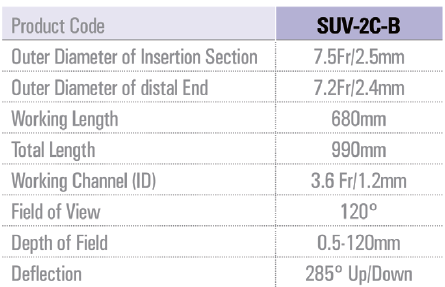 Product Code SUV-2C-B
Outer Diameter of Insertion Section 7.5Fr/2.5mm
Outer Diameter of distal End 7.2Fr/2.4mm
Working Length 680mm
Total Length 990mm
Working Channel (ID) 3.6 Fr/1.2mm
Field of View 120°
Depth of Field 0.5-120mm
Deflection 285° Up/Down